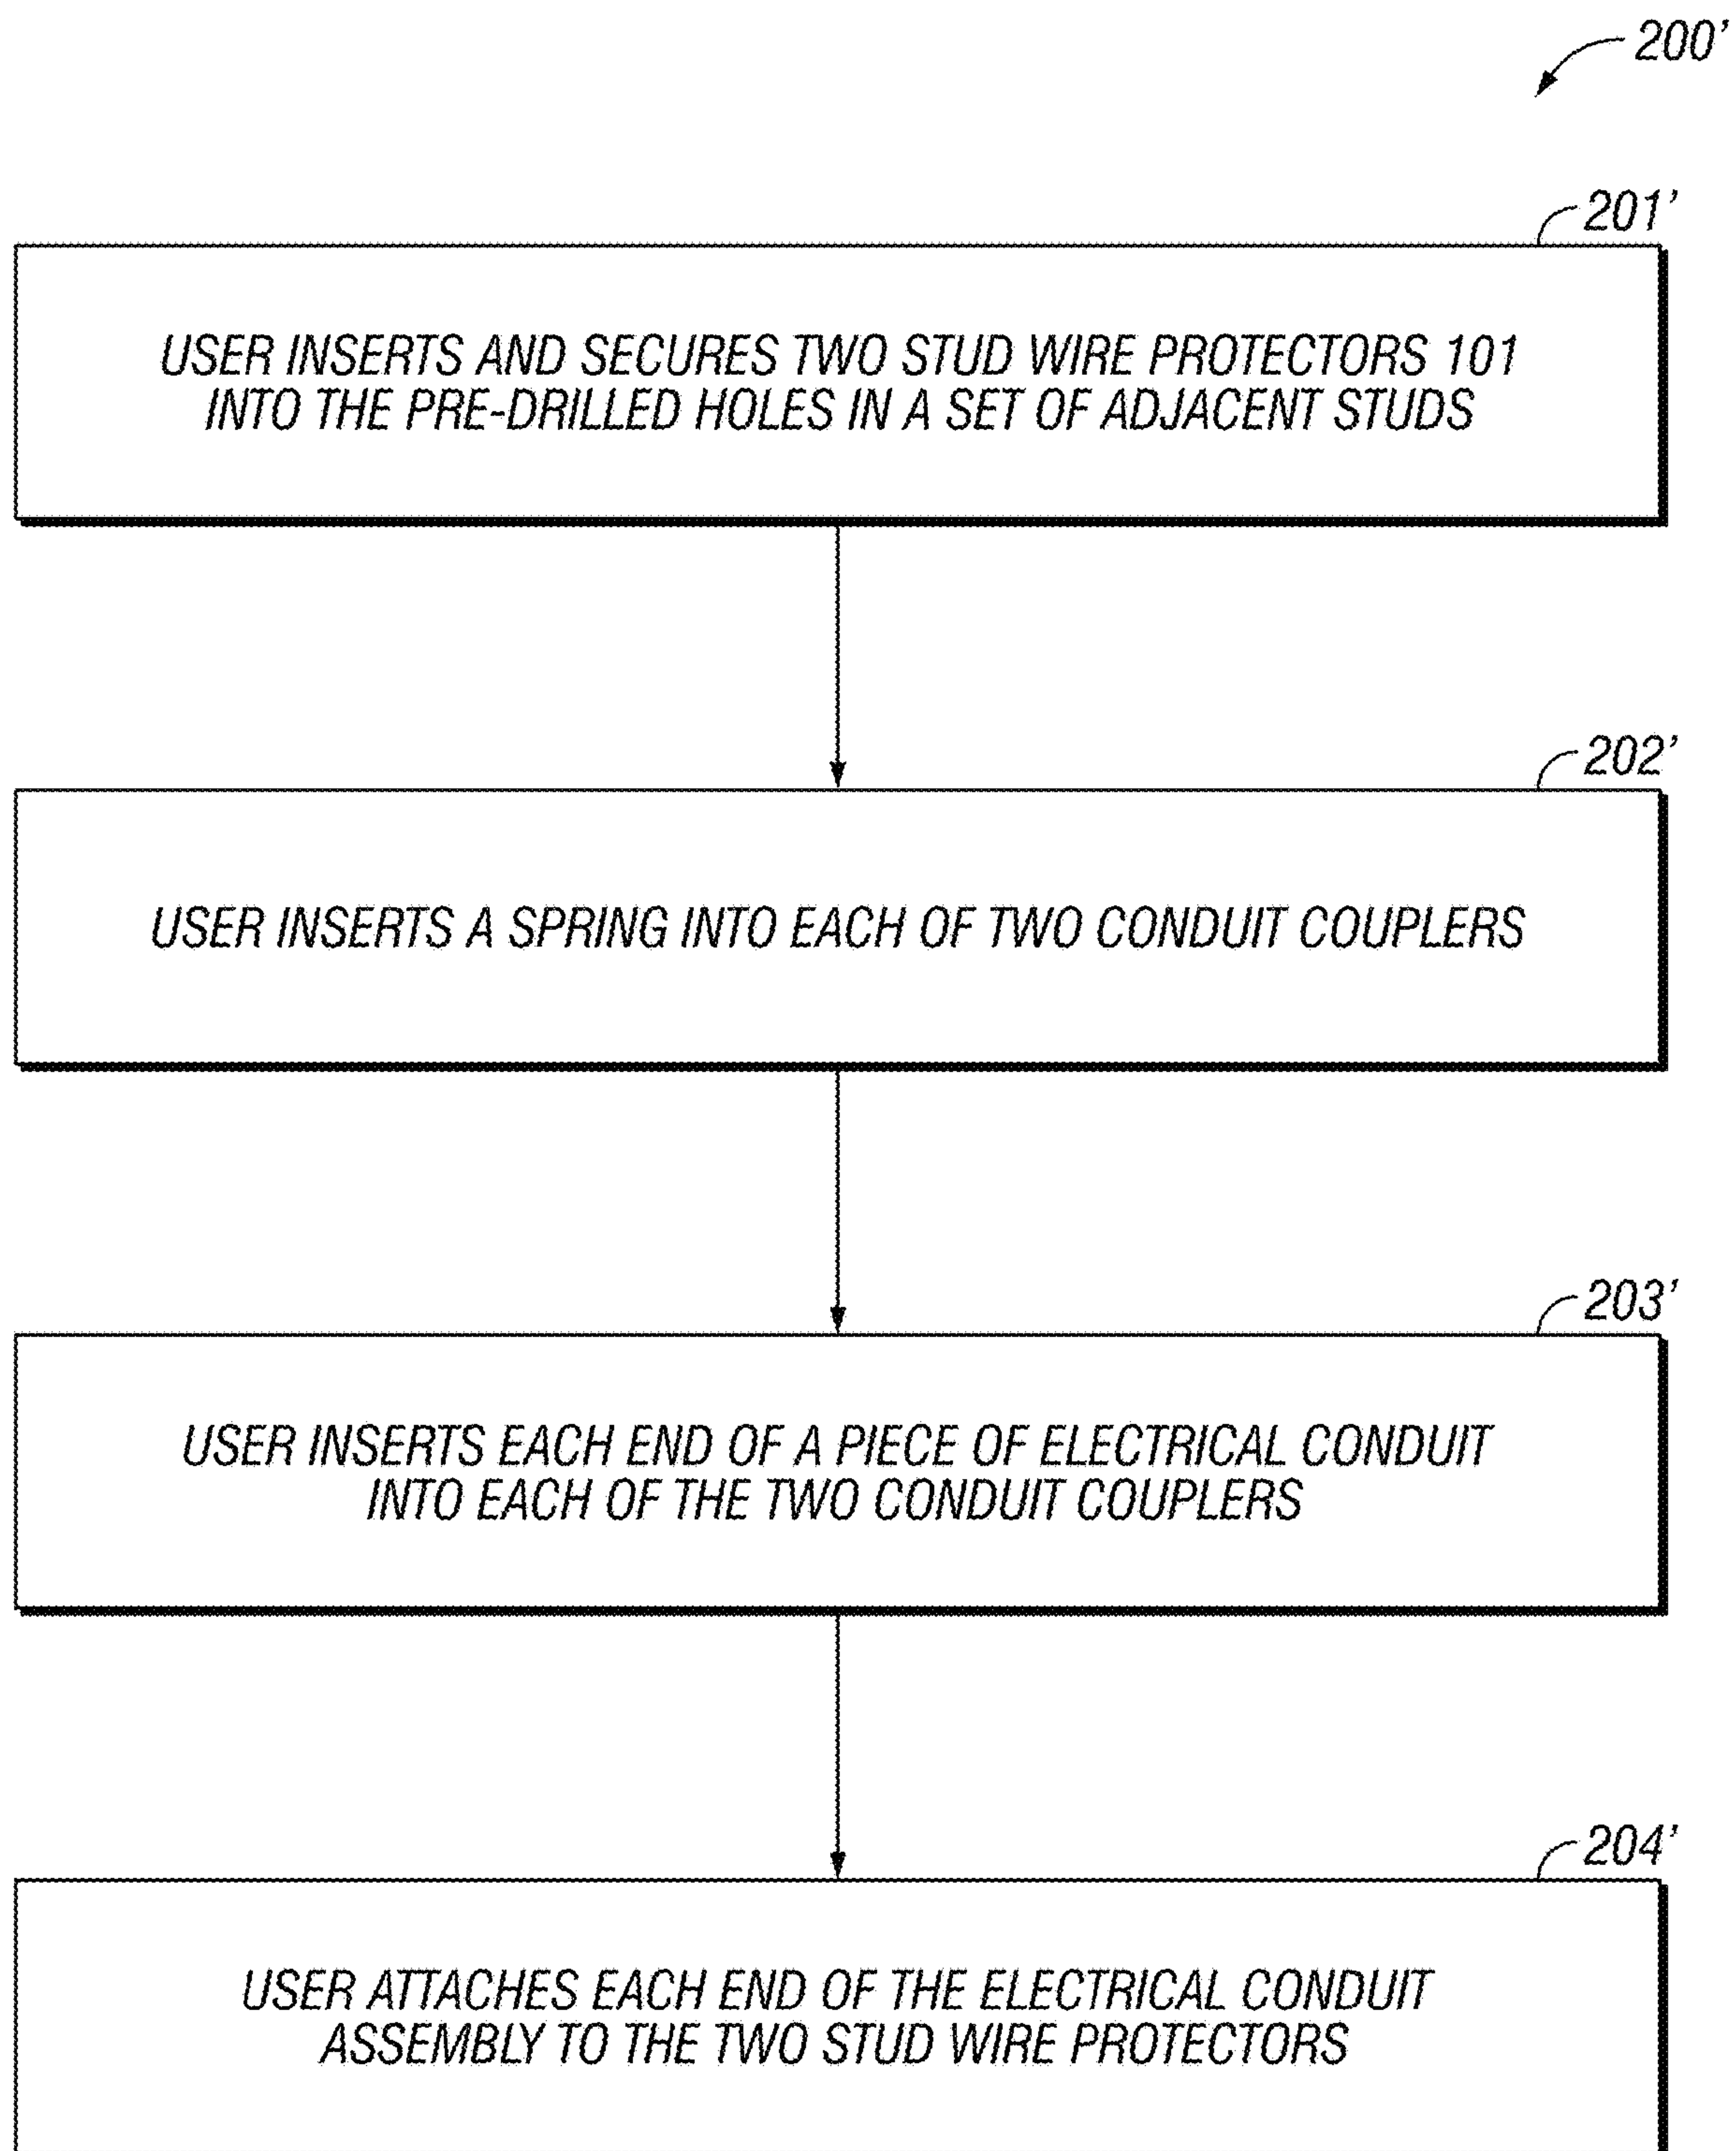 200’
201’
USER INSERTS AND SECURES TWO STUD WIRE PROTECTORS 101
INTO THE PRE-DRILLED HOLES IN A SET OF ADJACENT STUDS
202’
USER INSERTS A SPRING INTO EACH OF TWO CONDUIT COUPLERS
203’
USER INSERTS EACH END OF A PIECE OF ELECTRICAL CONDUIT
INTO EACH OF THE TWO CONDUIT COUPLERS
204’
USER ATTACHES EACH END OF THE ELECTRICAL CONDUIT
ASSEMBLY TO THE TWO STUD WIRE PROTECTORS